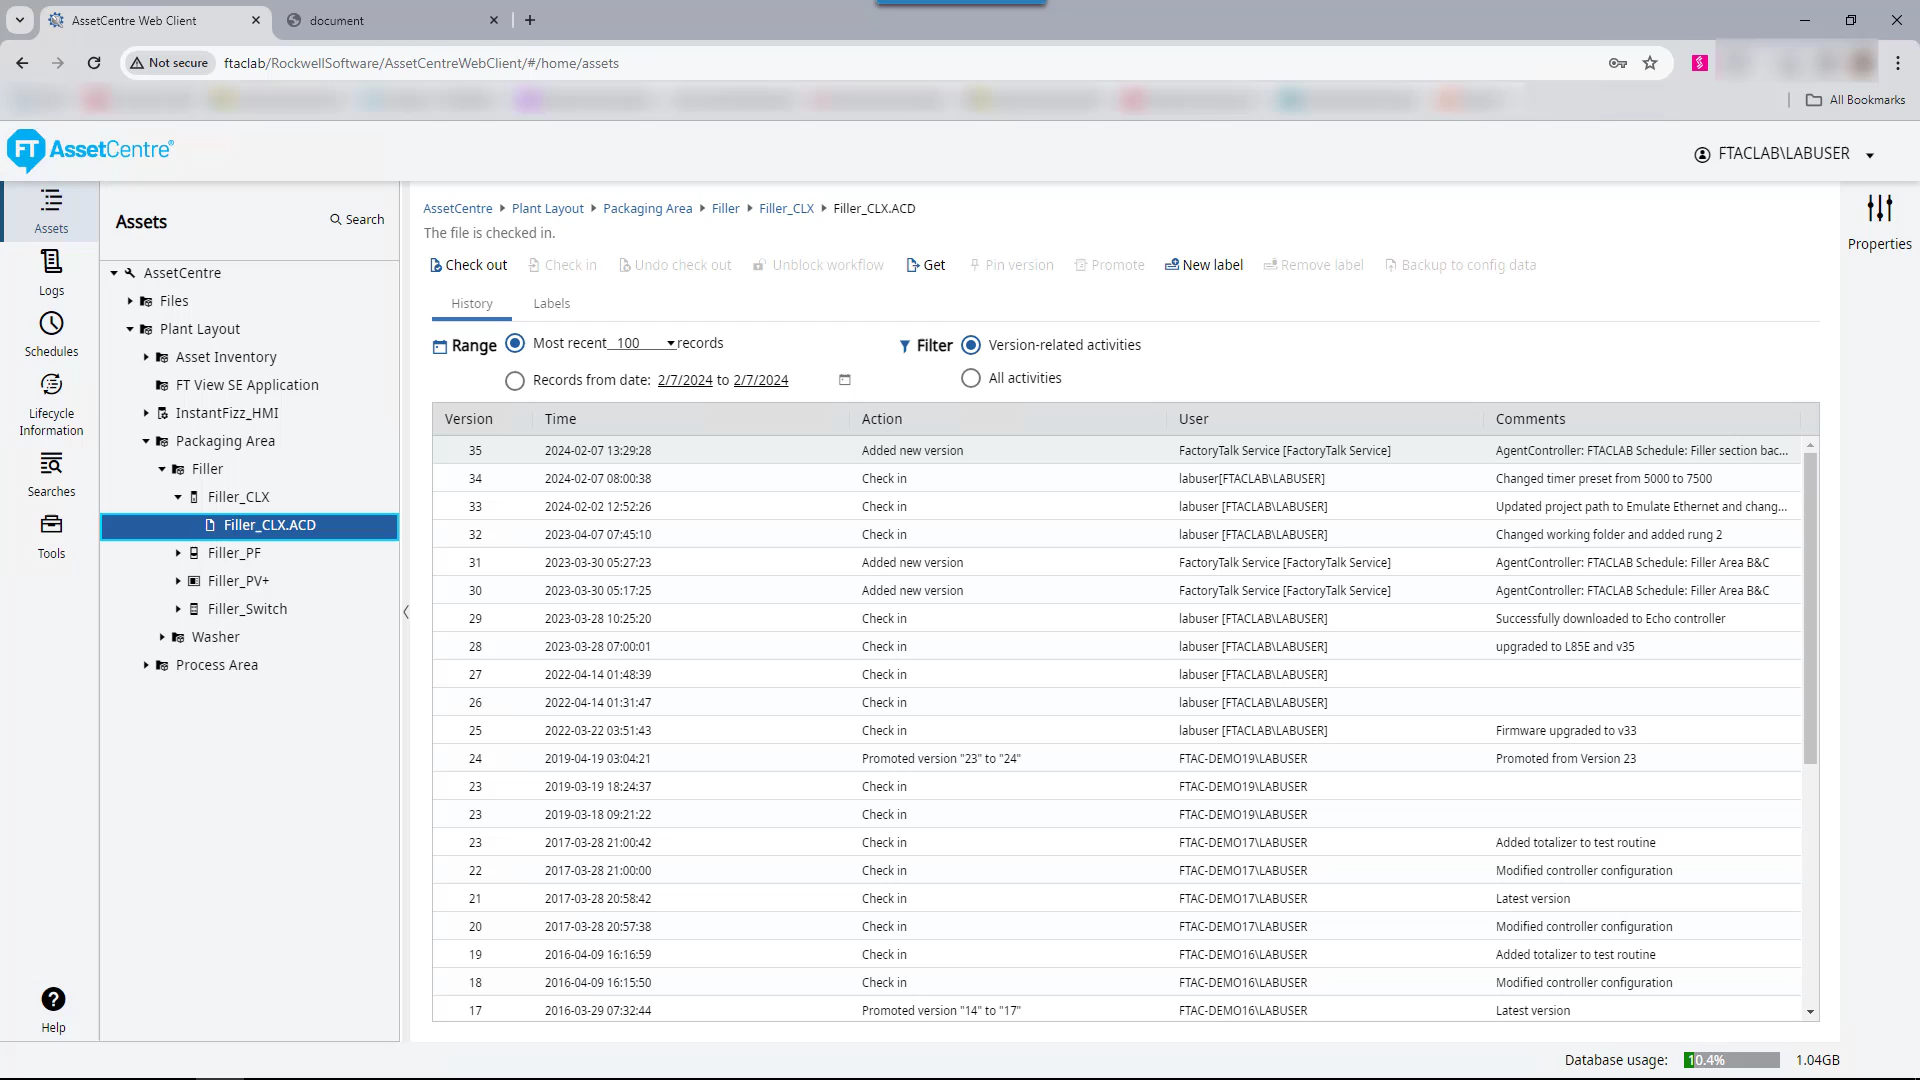 AssetCentre Web Client
document
Not secure
ftaclab/RockwellSoftware/AssetCentreWebClient/#/home/assets
All Bookmarks
FT AssetCentre®
FTACLAB\LABUSER
Assets
Logs
Schedules
Lifecycle
Information
Searches
Tools
Help
Assets
Search
AssetCentre
Files
Plant Layout
Asset Inventory
FT View SE Application
InstantFizz_HMI
Packaging Area
Filler
Filler_CLX
Filler_CLX.ACD
Filler_PF
Filler_PV+
Filler_Switch
Washer
Process Area
AssetCentre Plant Layout Packaging Area Filler Filler_CLX Filler_CLX.ACD
The file is checked in.
Check out Check in Undo check out Unblock workflow Get Pin version Promote New label Remove label Backup to config data
History Labels
Range Most recent 100 records
Records from date: 2/7/2024 to 2/7/2024
Filter Version-related activities
All activities
Version Time Action User Comments
35 2024-02-07 13:29:28 Added new version FactoryTalk Service [FactoryTalk Service] AgentController: FTACLAB Schedule: Filler section bac...
34 2024-02-07 08:00:38 Check in labuser[FTACLAB\LABUSER] Changed timer preset from 5000 to 7500
33 2024-02-02 12:52:26 Check in labuser [FTACLAB\LABUSER] Updated project path to Emulate Ethernet and chang...
32 2023-04-07 07:45:10 Check in labuser [FTACLAB\LABUSER] Changed working folder and added rung 2
31 2023-03-30 05:27:23 Added new version FactoryTalk Service [FactoryTalk Service] AgentController: FTACLAB Schedule: Filler Area B&C
30 2023-03-30 05:17:25 Added new version FactoryTalk Service [FactoryTalk Service] AgentController: FTACLAB Schedule: Filler Area B&C
29 2023-03-28 10:25:20 Check in labuser [FTACLAB\LABUSER] Successfully downloaded to Echo controller
28 2023-03-28 07:00:01 Check in labuser [FTACLAB\LABUSER] upgraded to L85E and v35
27 2022-04-14 01:48:39 Check in labuser [FTACLAB\LABUSER]
26 2022-04-14 01:31:47 Check in labuser [FTACLAB\LABUSER]
25 2022-03-22 03:51:43 Check in labuser [FTACLAB\LABUSER] Firmware upgraded to v33
24 2019-04-19 03:04:21 Promoted version "23" to "24" FTAC-DEMO19\LABUSER Promoted from Version 23
23 2019-03-19 18:24:37 Check in FTAC-DEMO19\LABUSER
23 2019-03-18 09:21:22 Check in FTAC-DEMO19\LABUSER
23 2017-03-28 21:00:42 Check in FTAC-DEMO17\LABUSER Added totalizer to test routine
22 2017-03-28 21:00:00 Check in FTAC-DEMO17\LABUSER Modified controller configuration
21 2017-03-28 20:58:42 Check in FTAC-DEMO17\LABUSER Latest version
20 2017-03-28 20:57:38 Check in FTAC-DEMO17\LABUSER Modified controller configuration
19 2016-04-09 16:16:59 Check in FTAC-DEMO16\LABUSER Added totalizer to test routine
18 2016-04-09 16:15:50 Check in FTAC-DEMO16\LABUSER Modified controller configuration
17 2016-03-29 07:32:44 Promoted version "14" to "17" FTAC-DEMO16\LABUSER Latest version
Properties
Database usage: 10.4% 1.04GB